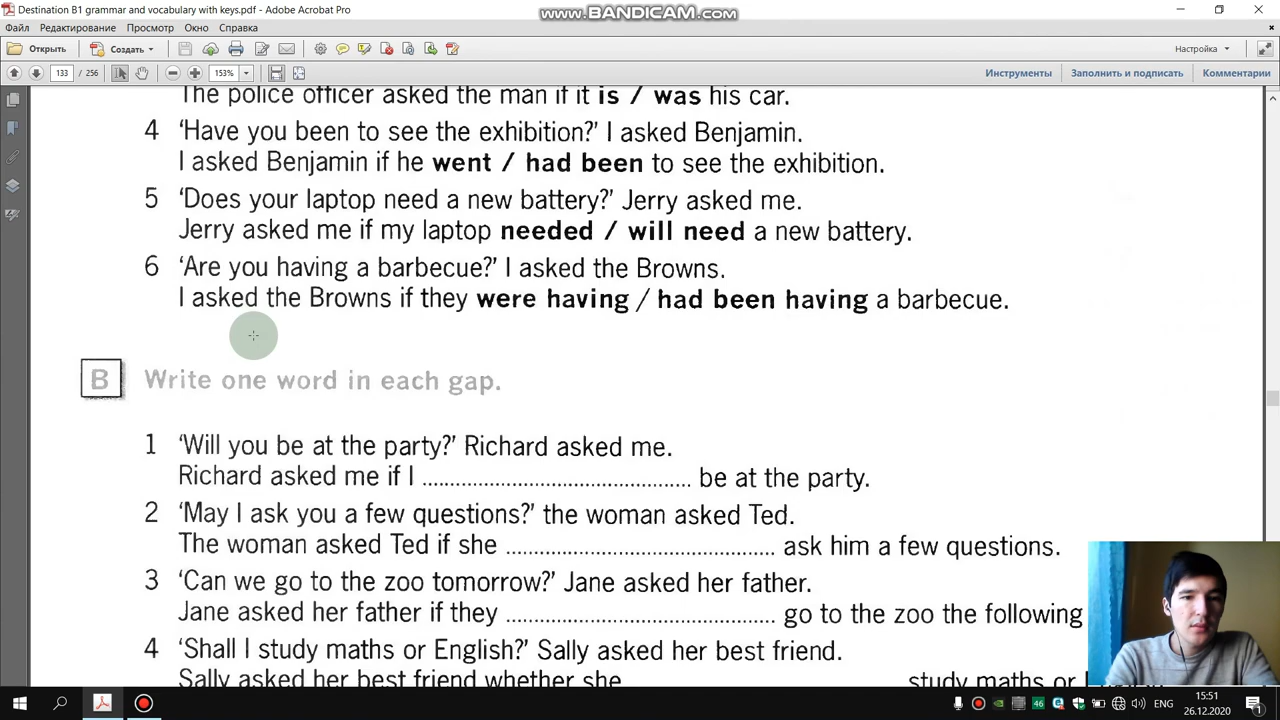 Destination B1 grammar and vocabulary with keys.pdf - Adobe Acrobat Pro
www.BANDICAM.com
Файл Редактирование Просмотр Окно Справка
Открыть Создать Настройка
133 / 256 153% Инструменты Заполнить и подписать Комментарии
The police officer asked the man if it is / was his car.
4 ‘Have you been to see the exhibition?’ I asked Benjamin.
I asked Benjamin if he went / had been to see the exhibition.
5 ‘Does your laptop need a new battery?’ Jerry asked me.
Jerry asked me if my laptop needed / will need a new battery.
6 ‘Are you having a barbecue?’ I asked the Browns.
I asked the Browns if they were having / had been having a barbecue.
B Write one word in each gap.
1 ‘Will you be at the party?’ Richard asked me.
Richard asked me if I ................................................ be at the party.
2 ‘May I ask you a few questions?’ the woman asked Ted.
The woman asked Ted if she ................................................ ask him a few questions.
3 ‘Can we go to the zoo tomorrow?’ Jane asked her father.
Jane asked her father if they ................................................ go to the zoo the following
4 ‘Shall I study maths or English?’ Sally asked her best friend.
Sally asked her best friend whether she study maths or
46 ENG 15:51
26.12.2020